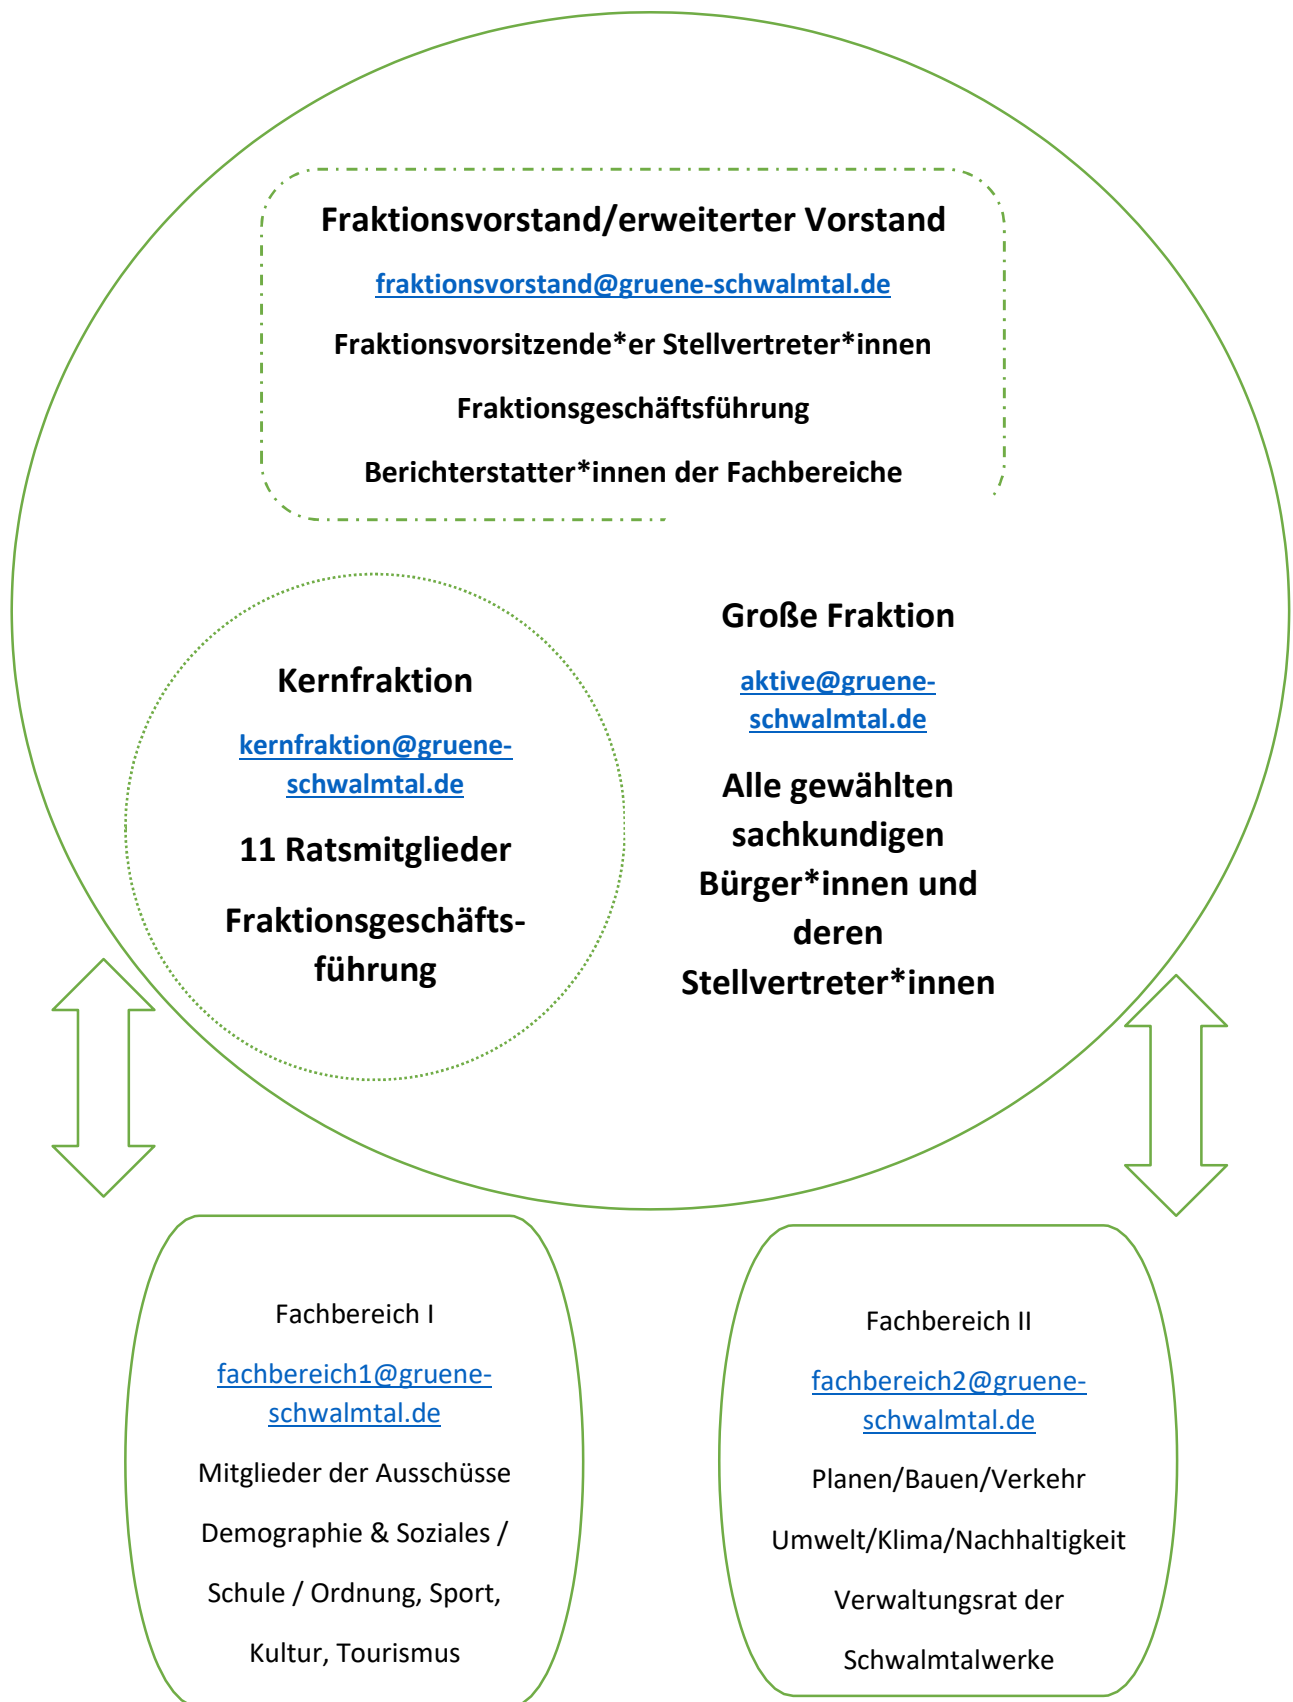 Fraktionsvorstand/erweiterter Vorstand
fraktionsvorstand@gruene-schwalmtal.de
Fraktionsvorsitzende*er Stellvertreter*innen
Fraktionsgeschäftsführung
Berichterstatter*innen der Fachbereiche
Kernfraktion
kernfraktion@gruene-
schwalmtal.de
11 Ratsmitglieder
Fraktionsgeschäfts-
führung
Große Fraktion
aktive@gruene-
schwalmtal.de
Alle gewählten
sachkundigen
Bürger*innen und
deren
Stellvertreter*innen
Fachbereich I
fachbereich1@gruene-
schwalmtal.de
Mitglieder der Ausschüsse
Demographie & Soziales /
Schule / Ordnung, Sport,
Kultur, Tourismus
Fachbereich II
fachbereich2@gruene-
schwalmtal.de
Planen/Bauen/Verkehr
Umwelt/Klima/Nachhaltigkeit
Verwaltungsrat der
Schwalmtalwerke